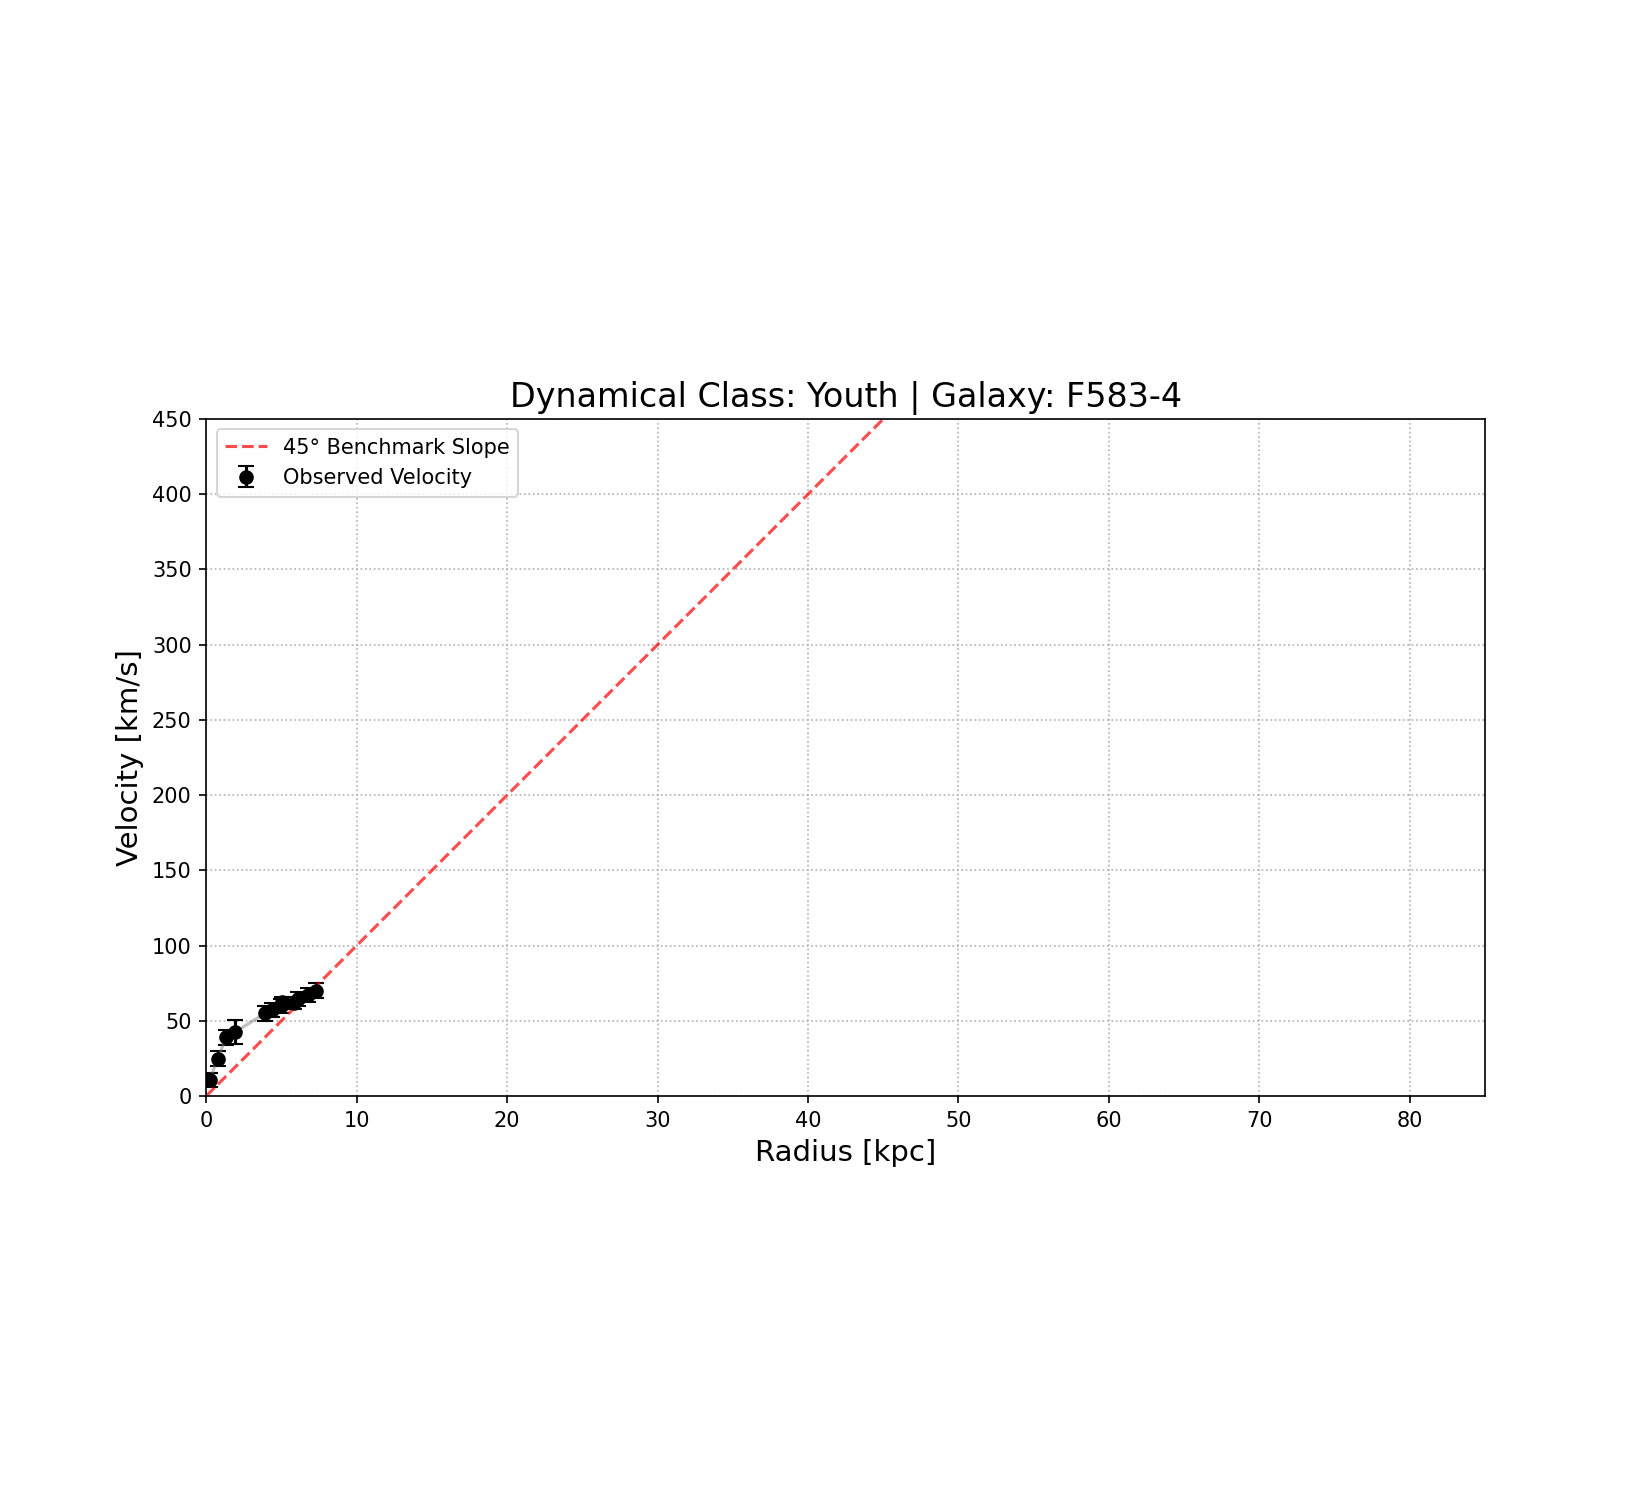 Dynamical Class: Youth | Galaxy: F583-4
450
400
350
300
250
200
150
100
50
0
45° Benchmark Slope
Observed Velocity
Velocity [km/s]
0 10 20 30 40 50 60 70 80
Radius [kpc]